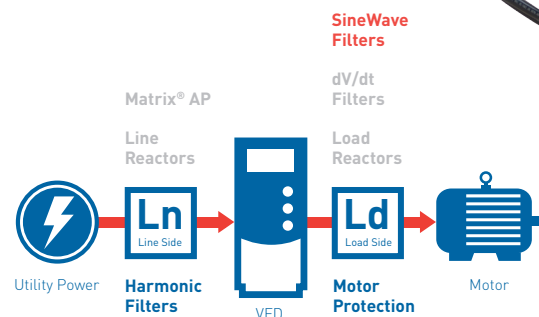 SineWave
Filters
dV/dt
Filters
Load
Reactors
Matrix® AP
Line
Reactors
Ln
Line Side
Ld
Load Side
Utility Power
Harmonic
Filters
VFD
Motor
Protection
Motor